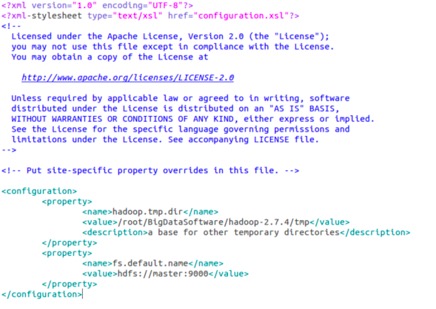 <?xml version="1.0" encoding="UTF-8"?>
<?xml-stylesheet type="text/xsl" href="configuration.xsl"?>
<!--
Licensed under the Apache License, Version 2.0 (the "License");
you may not use this file except in compliance with the License.
You may obtain a copy of the License at
http://www.apache.org/licenses/LICENSE-2.0
Unless required by applicable law or agreed to in writing, software
distributed under the License is distributed on an "AS IS" BASIS,
WITHOUT WARRANTIES OR CONDITIONS OF ANY KIND, either express or implied.
See the License for the specific language governing permissions and
limitations under the License. See accompanying LICENSE file.
-->
<!-- Put site-specific property overrides in this file. -->
<configuration>
<property>
<name>hadoop.tmp.dir</name>
<value>/root/BigDataSoftware/hadoop-2.7.4/tmp</value>
<description>a base for other temporary directories</description>
</property>
<property>
<name>fs.default.name</name>
<value>hdfs://master:9000</value>
</property>
</configuration>